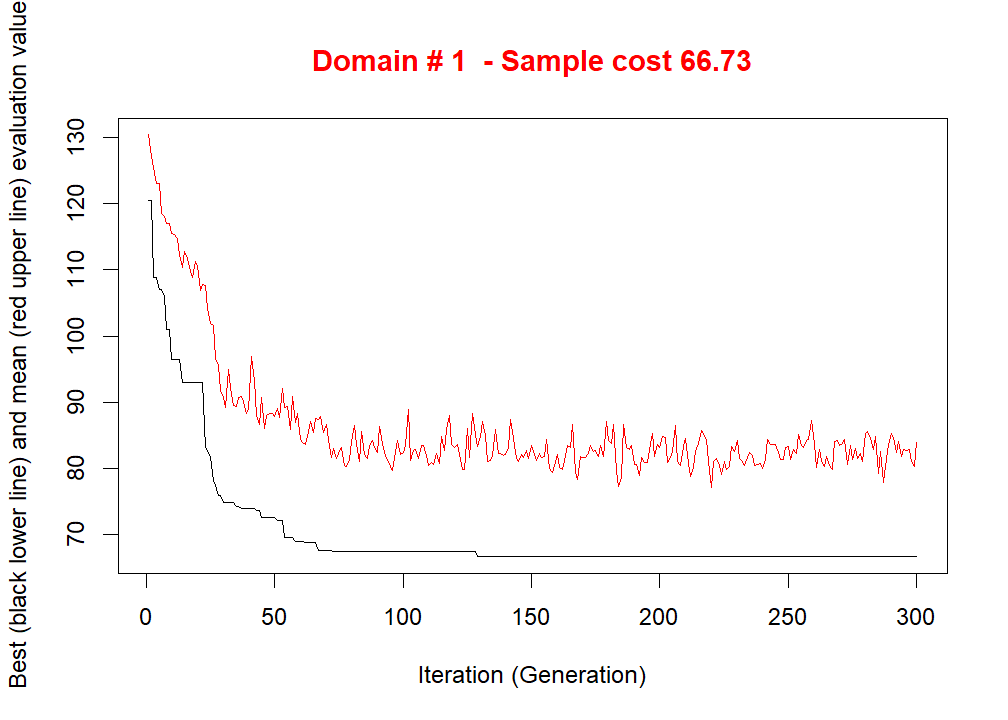 Domain # 1  - Sample cost 66.73
Best (black lower line) and mean (red upper line) evaluation value
130
120
110
100
90
80
70
0 50 100 150 200 250 300
Iteration (Generation)